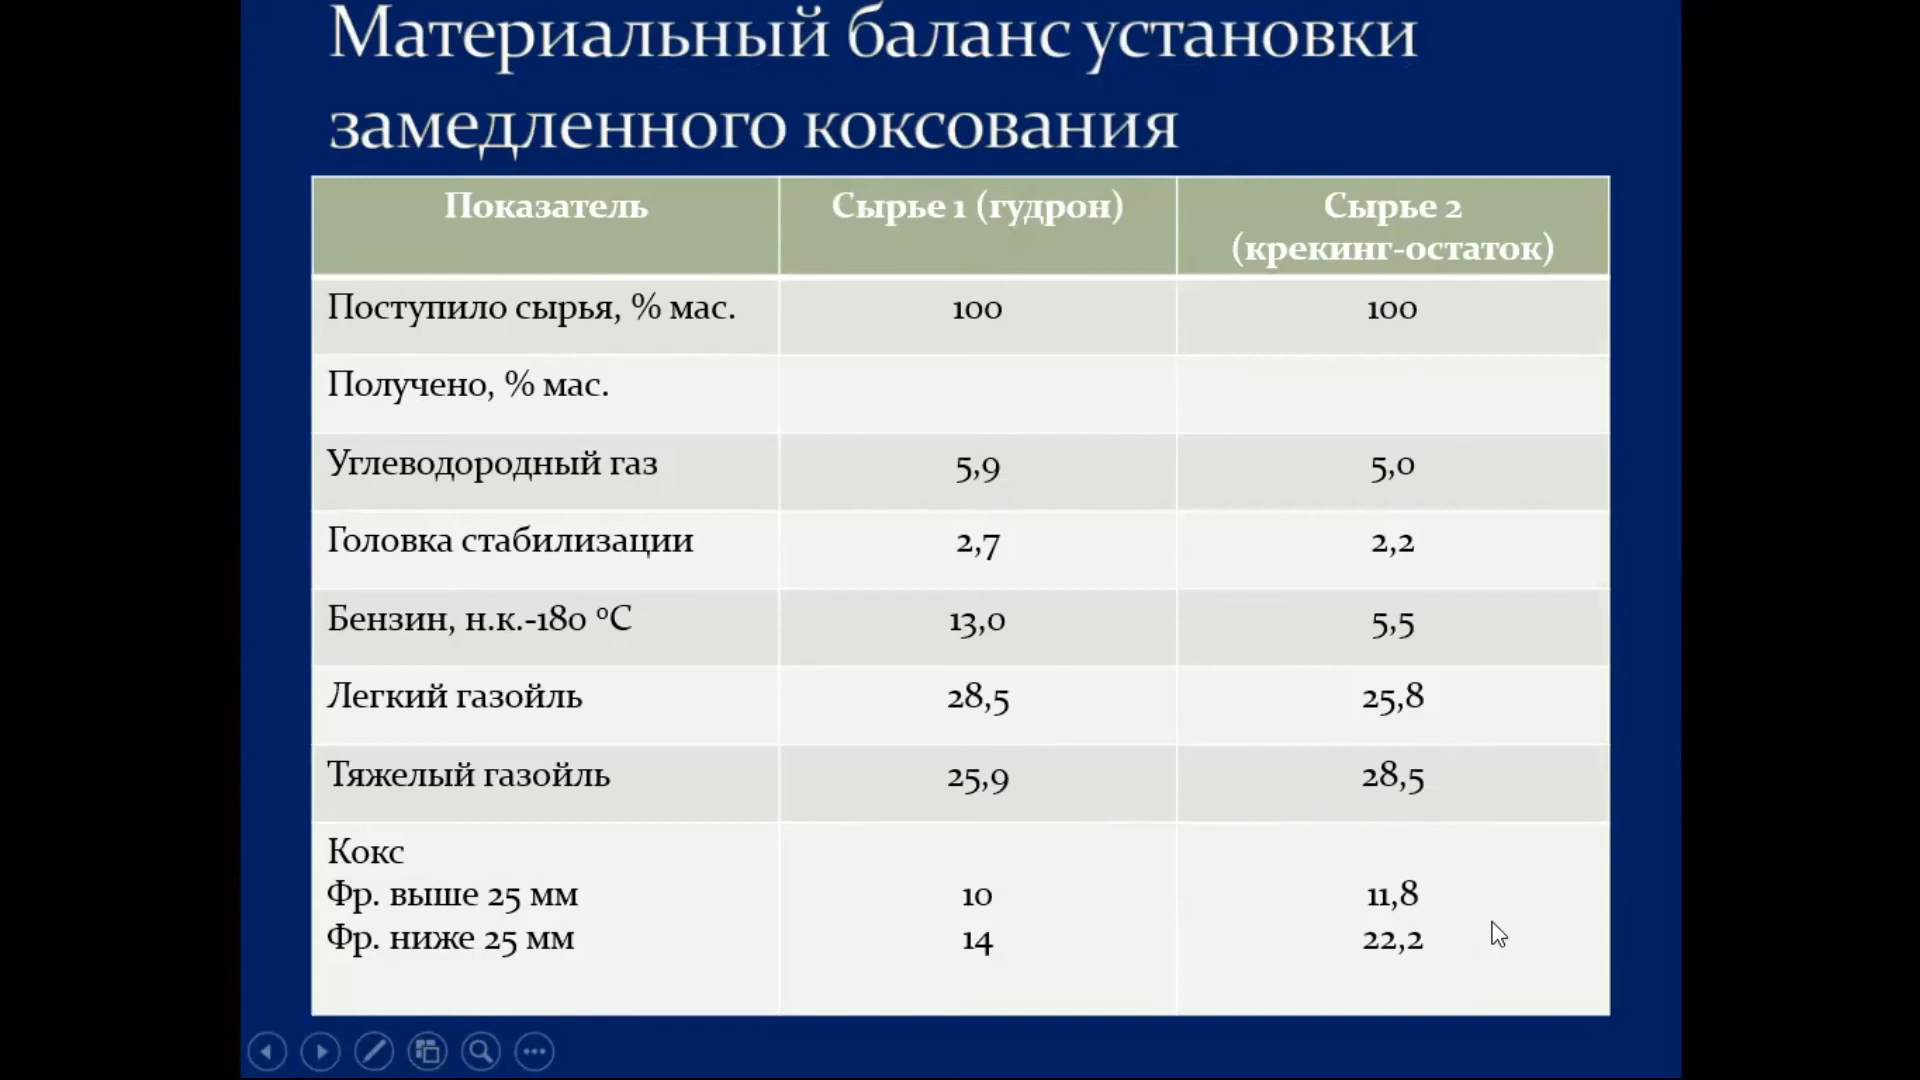 Материальный баланс установки
замедленного коксования
Показатель
Сырье 1 (гудрон)
Сырье 2
(крекинг-остаток)
Поступило сырья, % мас.
100
100
Получено, % мас.
Углеводородный газ
5,9
5,0
Головка стабилизации
2,7
2,2
Бензин, н.к.-180 ⁰С
13,0
5,5
Легкий газойль
28,5
25,8
Тяжелый газойль
25,9
28,5
Кокс
Фр. выше 25 мм
10
11,8
Фр. ниже 25 мм
14
22,2